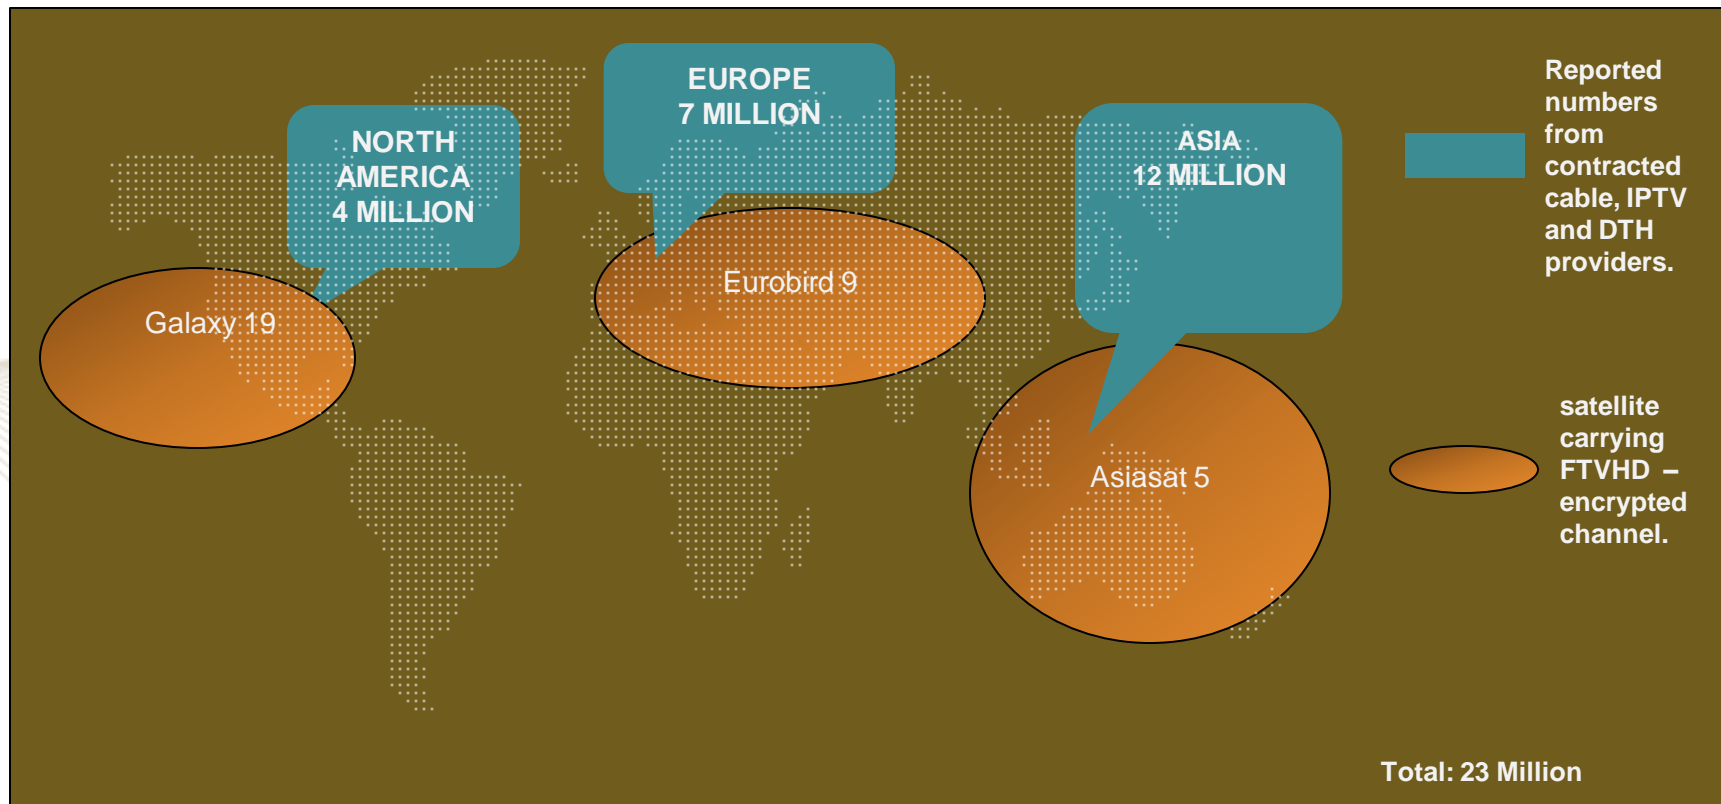 EUROPE
7 MILLION
NORTH
AMERICA
4 MILLION
ASIA
12 MILLION
Galaxy 19
Eurobird 9
Asiasat 5
Reported
numbers
from
contracted
cable, IPTV
and DTH
providers.
satellite
carrying
FTVHD –
encrypted
channel.
Total: 23 Million